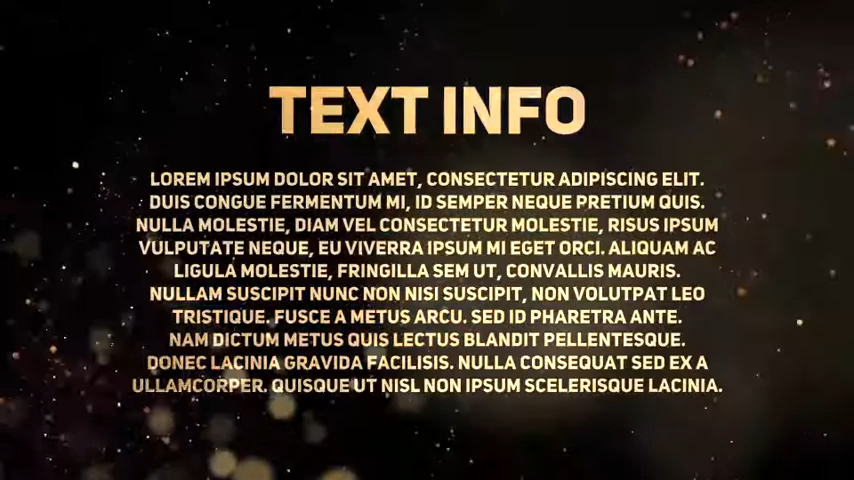 TEXT INFO
LOREM IPSUM DOLOR SIT AMET, CONSECTETUR ADIPISCING ELIT.
DUIS CONGUE FERMENTUM MI, ID SEMPER NEQUE PRETIUM QUIS.
NULLA MOLESTIE, DIAM VEL CONSECTETUR MOLESTIE, RISUS IPSUM
VULPUTATE NEQUE, EU VIVERRA IPSUM MI EGET ORCI. ALIQUAM AC
LIGULA MOLESTIE, FRINGILLA SEM UT, CONVALLIS MAURIS.
NULLAM SUSCIPIT NUNC NON NISI SUSCIPIT, NON VOLUTPAT LEO
TRISTIQUE. FUSCE A METUS ARCU. SED ID PHARETRA ANTE.
NAM DICTUM METUS QUIS LECTUS BLANDIT PELLENTESQUE.
DONEC LACINIA GRAVIDA FACILISIS. NULLA CONSEQUAT SED EX A
ULLAMCORPER. QUISQUE UT NISL NON IPSUM SCELERISQUE LACINIA.